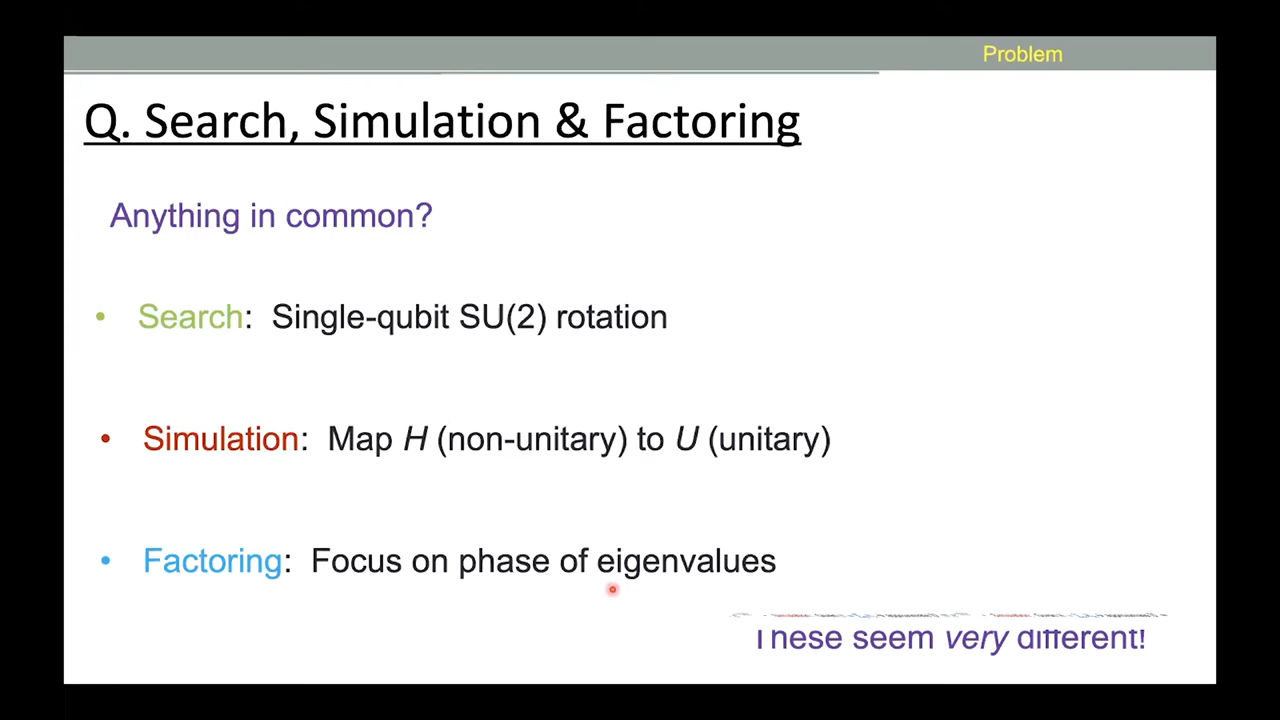 Problem
Q. Search, Simulation & Factoring
Anything in common?
• Search: Single-qubit SU(2) rotation
• Simulation: Map H (non-unitary) to U (unitary)
• Factoring: Focus on phase of eigenvalues
These seem very different!